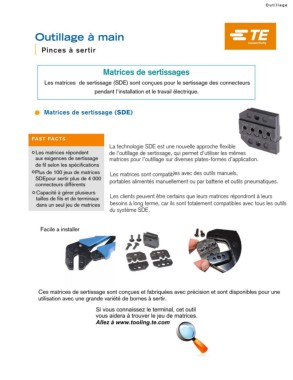 Outillage
Outillage à main
Pinces à sertir
TE
Matrices de sertissages
Les matrices de sertissage (SDE) sont conçues pour le sertissage des connecteurs
pendant l'installation et le travail électrique.
Matrices de sertissage (SDE)
FAST FACTS
Les matrices répondent
aux exigences de sertissage
de N selon les spécifications
Plus de 100 jeux de matrices
SDEpour sertir plus de 4 000
connecteurs différents
Capacité à gérer plusieurs
tailles de fils et de terminaux
dans un seul jeu de matrices
La technologie SDE est une nouvelle approche flexible
de l'outillage de sertissage, qui permet d'utiliser les mêmes
matrices pour l'outillage sur diverses plates-formes d'application.
Les matrices sont compatibles avec des outils manuels,
portables alimentés manuellement ou par batterie et outils pneumatiques.
Les clients peuvent être certains que leurs matrices répondront à leurs
besoins à long terme, car ils sont totalement compatibles avec tous les outils
du système SDE.
Facile a installer
Ces matrices de sertissage sont conçues et fabriquées avec précision et sont disponibles pour une
utilisation avec une grande variété de bornes à sertir.
Si vous connaissez le terminal, cet outil
vous aidera à trouver le jeu de matrices.
Allez à www.tooling.te.com